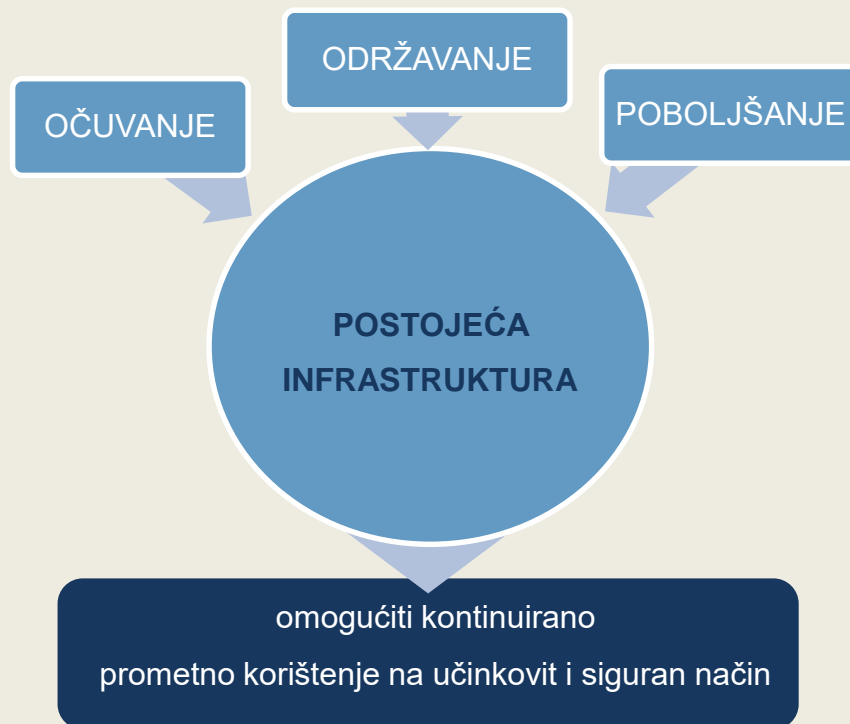 OČUVANJE
ODRŽAVANJE
POBOLJŠANJE
POSTOJEĆA
INFRASTRUKTURA
omogućiti kontinuirano
prometno korištenje na učinkovit i siguran način